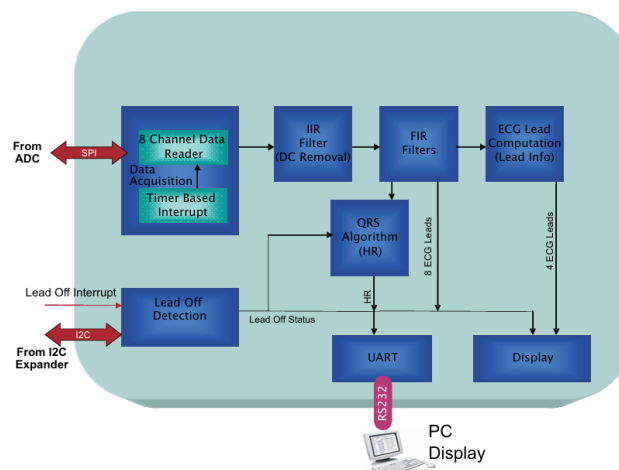 From
ADC
SPI
8 Channel Data
Reader
Data
Acquisition
Timer Based
Interrupt
IIR
Filter
(DC Removal)
FIR
Filters
ECG Lead
Computation
(Lead Info)
QRS
Algorithm
(HR)
8 ECG Leads
4 ECG Leads
HR
Lead Off Interrupt
Lead Off
Detection
Lead Off Status
I2C
From I2C
Expander
UART
Display
RS232
PC
Display